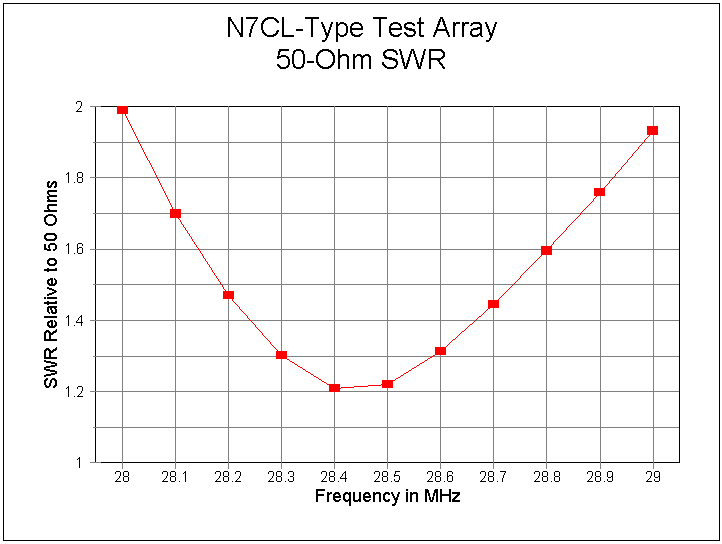 N7CL-Type Test Array
50-Ohm SWR
SWR Relative to 50 Ohms
2
1.8
1.6
1.4
1.2
1
28 28.1 28.2 28.3 28.4 28.5 28.6 28.7 28.8 28.9 29
Frequency in MHz